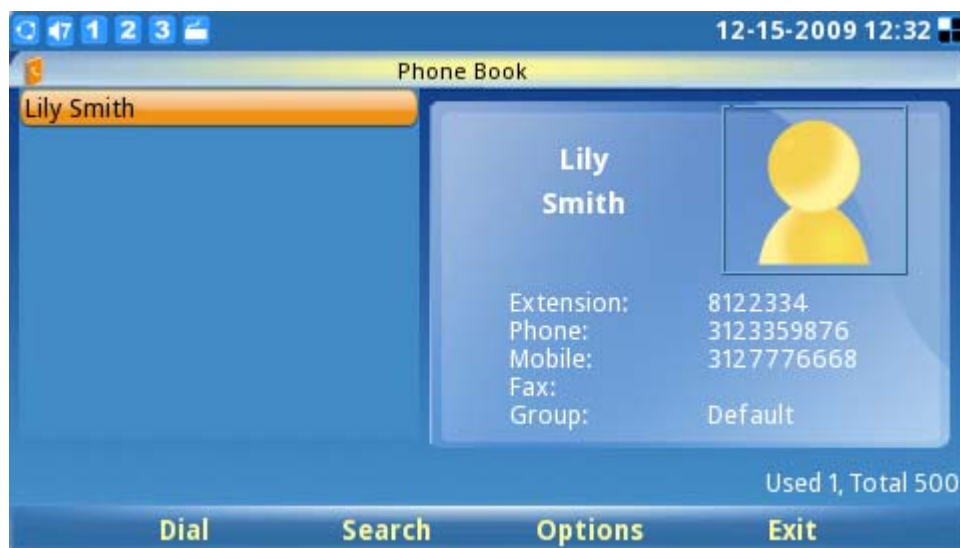 7 1 2 3 12-15-2009 12:32
Phone Book
Lily Smith
Lily
Smith
Extension: 8122334
Phone: 3123359876
Mobile: 3127776668
Fax:
Group: Default
Used 1, Total 500
Dial Search Options Exit